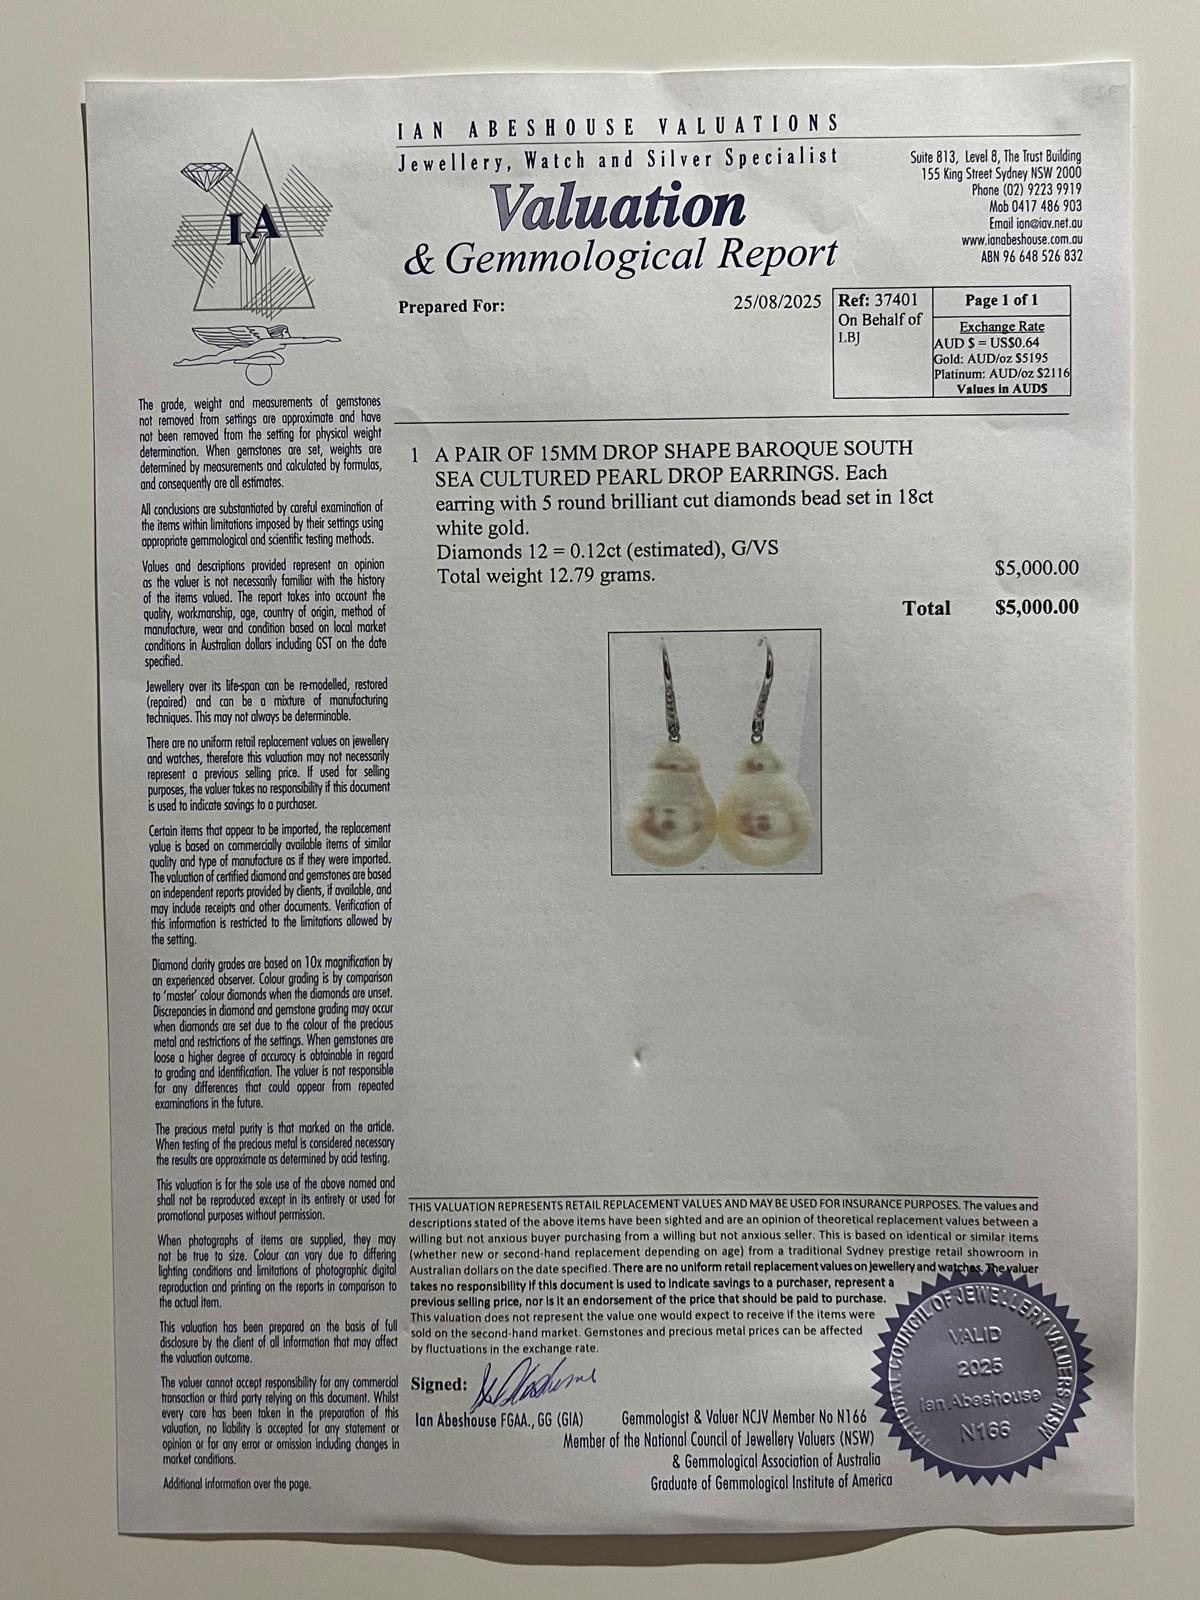 IAN ABESHOUSE VALUATIONS
Jewellery, Watch and Silver Specialist
Valuation
& Gemmological Report
Suite 813, Level 8, The Trust Building
155 King Street Sydney NSW 2000
Phone (02) 9223 9919
Mob 0417 486 903
Email ian@iav.net.au
www.ianabeshouse.com.au
ABN 96 648 526 832
IAV
Prepared For:
25/08/2025
Ref: 37401
On Behalf of
LBJ
Page 1 of 1
Exchange Rate
AUD $ = US$0.64
Gold: AUD/oz $5195
Platinum: AUD/oz $2116
Values in AUD$
The grade, weight and measurements of gemstones
not removed from settings are approximate and have
not been removed from the setting for physical weight
determination. When gemstones are set, weights are
determined by measurements and calculated by formulas,
and consequently are all estimates.
All conclusions are substantiated by careful examination of
the items within limitations imposed by their settings using
appropriate gemmological and scientific testing methods.
Values and descriptions provided represent an opinion
as the valuer is not necessarily familiar with the history
of the items valued. The report takes into account the
quality, workmanship, age, country of origin, method of
manufacture, wear and condition based on local market
conditions in Australian dollars including GST on the date
specified.
Jewellery over its life-span can be re-modelled, restored
(repaired) and can be a mixture of manufacturing
techniques. This may not always be determinable.
There are no uniform retail replacement values on jewellery
and watches, therefore this valuation may not necessarily
represent a previous selling price. If used for selling
purposes, the valuer takes no responsibility if this document
is used to indicate savings to a purchaser.
Certain items that appear to be imported, the replacement
value is based on commercially available items of similar
quality and type of manufacture as if they were imported.
The valuation of certified diamond and gemstones are based
on independent reports provided by clients, if available, and
may include receipts and other documents. Verification of
this information is restricted to the limitations allowed by
the setting.
Diamond clarity grades are based on 10x magnification by
an experienced observer. Colour grading is by comparison
to 'master' colour diamonds when the diamonds are unset.
Discrepancies in diamond and gemstone grading may occur
when diamonds are set due to the colour of the precious
metal and restrictions of the settings. When gemstones are
loose a higher degree of accuracy is obtainable in regard
to grading and identification. The valuer is not responsible
for any differences that could appear from repeated
examinations in the future.
The precious metal purity is that marked on the article.
When testing of the precious metal is considered necessary
the results are approximate as determined by acid testing.
This valuation is for the sole use of the above named and
shall not be reproduced except in its entirety or used for
promotional purposes without permission.
When photographs of items are supplied, they may
not be true to size. Colour can vary due to differing
lighting conditions and limitations of photographic digital
reproduction and printing on the reports in comparison to
the actual item.
This valuation has been prepared on the basis of full
disclosure by the client of all information that may affect
the valuation outcome.
The valuer cannot accept responsibility for any commercial
transaction or third party relying on this document. Whilst
every care has been taken in the preparation of this
valuation, no liability is accepted for any statement or
opinion or for any error or omission including changes in
market conditions.
Additional information over the page.
1 A PAIR OF 15MM DROP SHAPE BAROQUE SOUTH
SEA CULTURED PEARL DROP EARRINGS. Each
earring with 5 round brilliant cut diamonds bead set in 18ct
white gold.
Diamonds 12 = 0.12ct (estimated), G/VS
Total weight 12.79 grams. $5,000.00
Total $5,000.00
THIS VALUATION REPRESENTS RETAIL REPLACEMENT VALUES AND MAY BE USED FOR INSURANCE PURPOSES. The values and
descriptions stated of the above items have been sighted and are an opinion of theoretical replacement values between a
willing but not anxious buyer purchasing from a willing but not anxious seller. This is based on identical or similar items
(whether new or second-hand replacement depending on age) from a traditional Sydney prestige retail showroom in
Australian dollars on the date specified. There are no uniform retail replacement values on jewellery and watches. The valuer
takes no responsibility if this document is used to indicate savings to a purchaser, represent a
previous selling price, nor is it an endorsement of the price that should be paid to purchase.
This valuation does not represent the value one would expect to receive if the items were
sold on the second-hand market. Gemstones and precious metal prices can be affected
by fluctuations in the exchange rate.
Signed:
Ian Abeshouse FGAA., GG (GIA)
Gemmologist & Valuer NCJV Member No N166
Member of the National Council of Jewellery Valuers (NSW)
& Gemmological Association of Australia
Graduate of Gemmological Institute of America
NATIONAL COUNCIL OF JEWELLERY VALUERS NSW
VALID
2025
Ian Abeshouse
N166